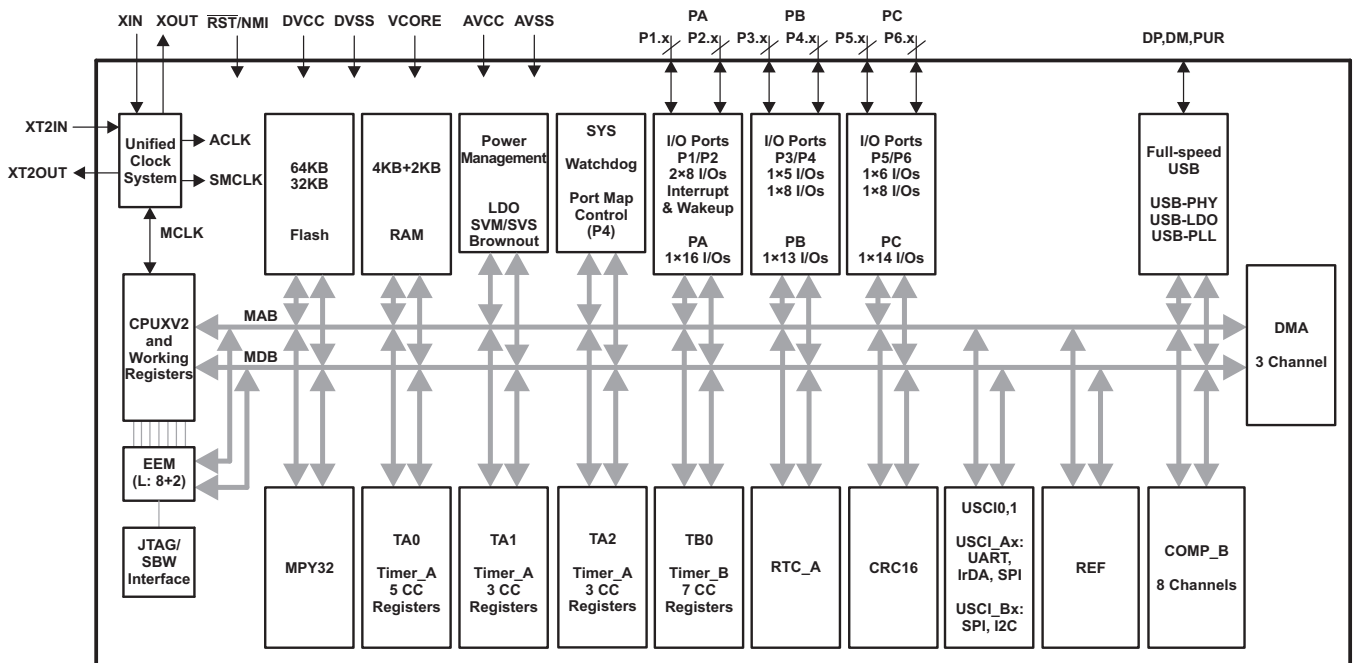 XIN XOUT RST/NMI DVCC DVSS VCORE AVCC AVSS PA PB PC
P1.x P2.x P3.x P4.x P5.x P6.x DP,DM,PUR
XT2IN
XT2OUT
Unified
Clock
System
ACLK
SMCLK
MCLK
64KB
32KB
Flash
4KB+2KB
RAM
Power
Management
LDO
SVM/SVS
Brownout
SYS
Watchdog
Port Map
Control
(P4)
I/O Ports
P1/P2
2×8 I/Os
Interrupt
& Wakeup
PA
1×16 I/Os
I/O Ports
P3/P4
1×5 I/Os
1×8 I/Os
PB
1×13 I/Os
I/O Ports
P5/P6
1×6 I/Os
1×8 I/Os
PC
1×14 I/Os
Full-speed
USB
USB-PHY
USB-LDO
USB-PLL
CPUXV2
and
Working
Registers
MAB
MDB
DMA
3 Channel
EEM
(L: 8+2)
JTAG/
SBW
Interface
MPY32
TA0
Timer_A
5 CC
Registers
TA1
Timer_A
3 CC
Registers
TA2
Timer_A
3 CC
Registers
TB0
Timer_B
7 CC
Registers
RTC_A
CRC16
USCI0,1
USCI_Ax:
UART,
IrDA, SPI
USCI_Bx:
SPI, I2C
REF
COMP_B
8 Channels